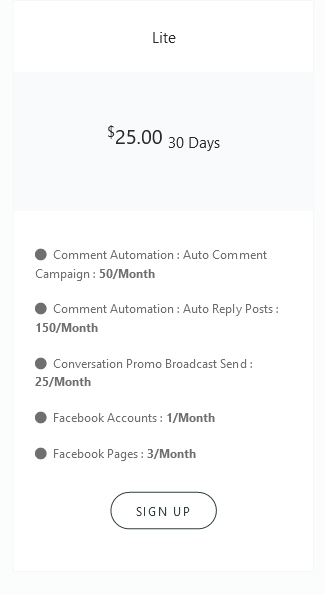 Lite
$25.00 30 Days
Comment Automation : Auto Comment
Campaign : 50/Month
Comment Automation : Auto Reply Posts :
150/Month
Conversation Promo Broadcast Send :
25/Month
Facebook Accounts : 1/Month
Facebook Pages : 3/Month
SIGN UP